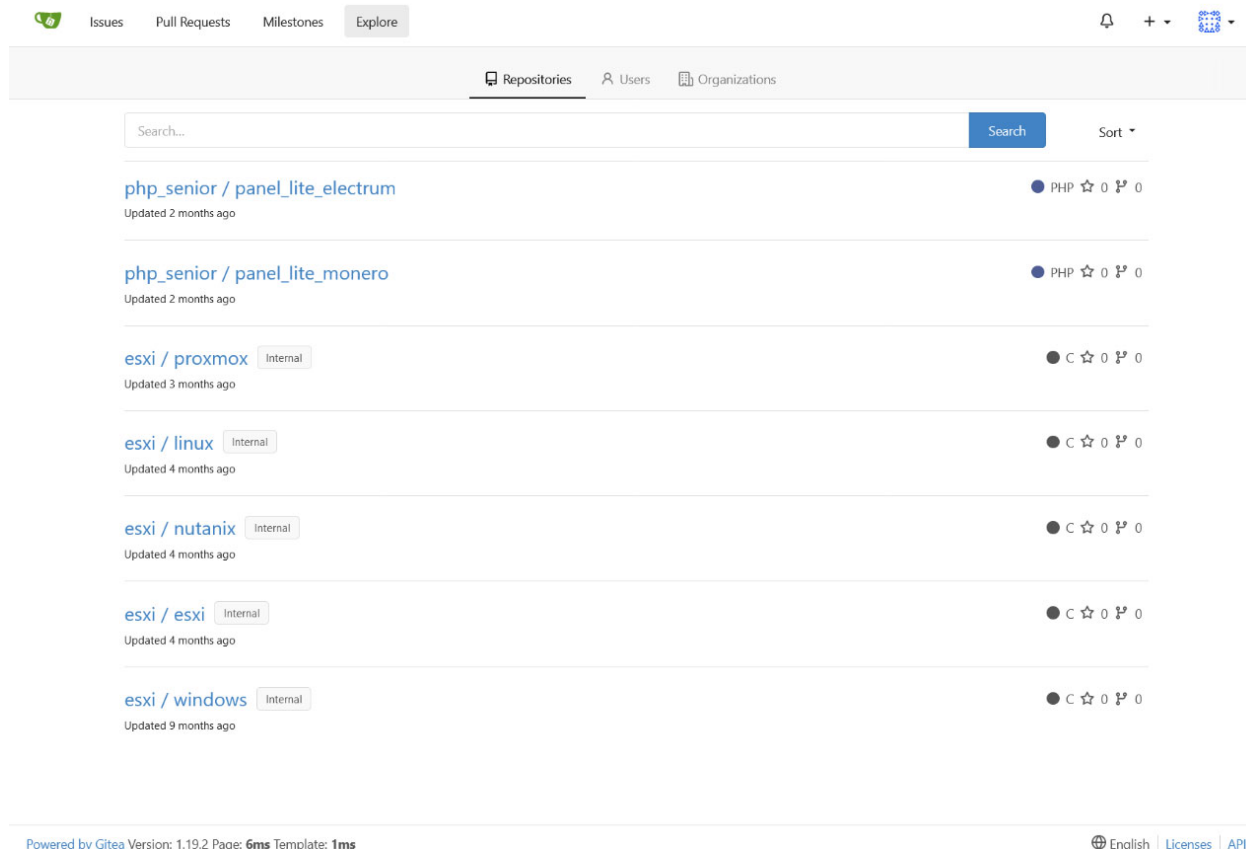 Issues Pull Requests Milestones Explore
Repositories Users Organizations
Search... Search Sort
php_senior / panel_lite_electrum PHP 0 0
Updated 2 months ago
php_senior / panel_lite_monero PHP 0 0
Updated 2 months ago
esxi / proxmox Internal C 0 0
Updated 3 months ago
esxi / linux Internal C 0 0
Updated 4 months ago
esxi / nutanix Internal C 0 0
Updated 4 months ago
esxi / esxi Internal C 0 0
Updated 4 months ago
esxi / windows Internal C 0 0
Updated 9 months ago
Powered by Gitea Version: 1.19.2 Page: 6ms Template: 1ms English Licenses API